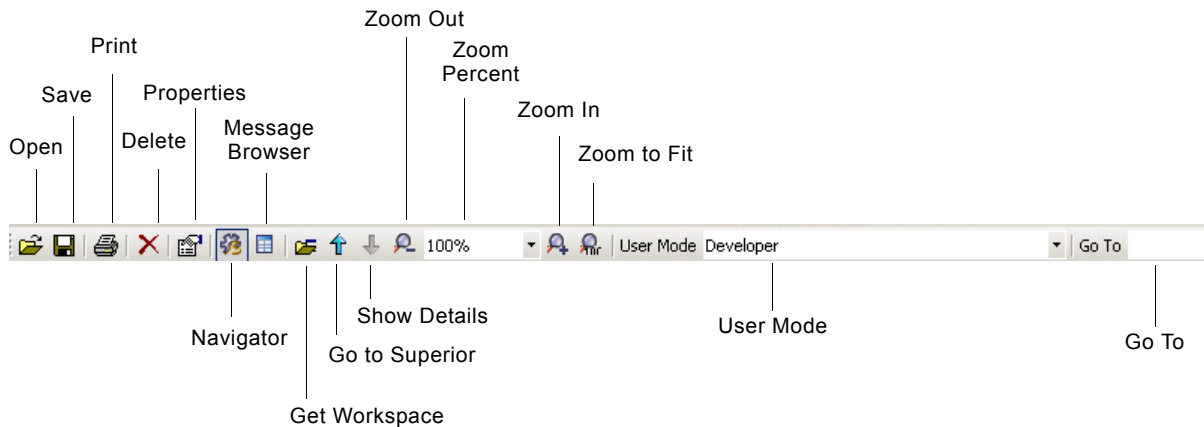 Zoom Out
Print
Zoom
Percent
Save
Properties
Zoom In
Message
Browser
Open
Delete
Zoom to Fit
100%
User Mode
Developer
Go To
Show Details
User Mode
Navigator
Go to Superior
Go To
Get Workspace